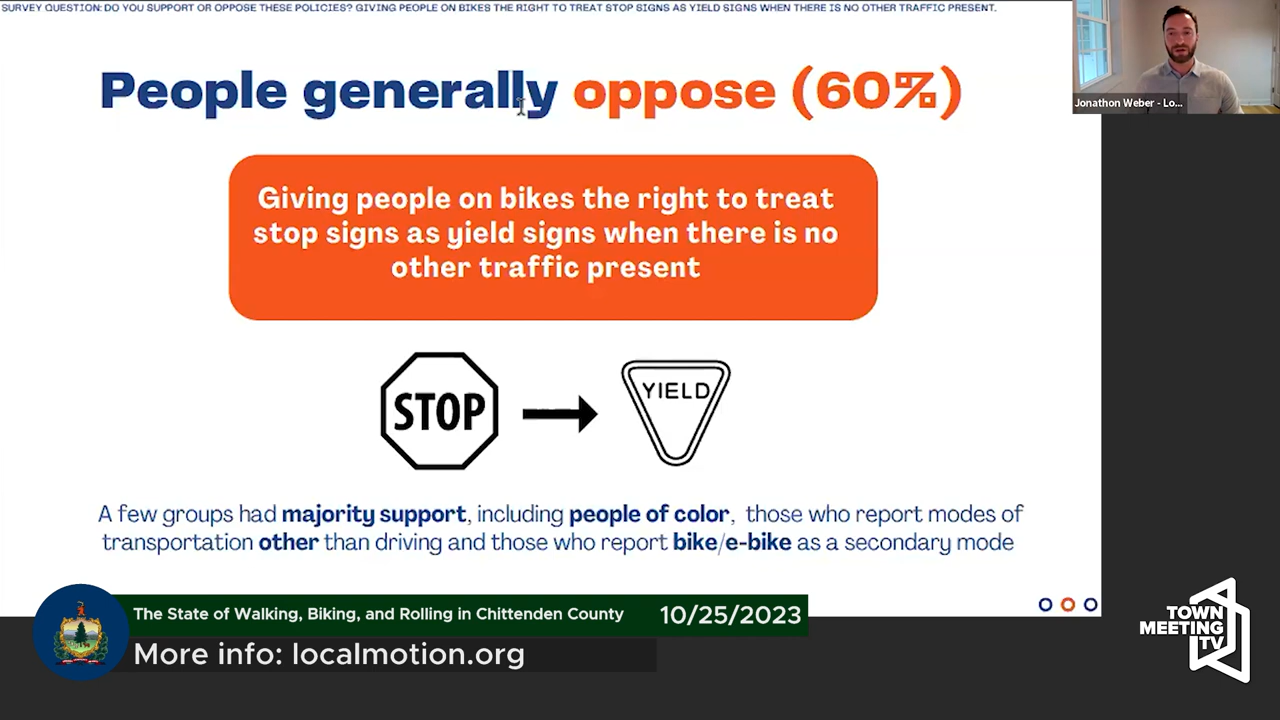 SURVEY QUESTION: DO YOU SUPPORT OR OPPOSE THESE POLICIES? GIVING PEOPLE ON BIKES THE RIGHT TO TREAT STOP SIGNS AS YIELD SIGNS WHEN THERE IS NO OTHER TRAFFIC PRESENT.
People generally oppose (60%)
Jonathon Weber - Lo...
Giving people on bikes the right to treat
stop signs as yield signs when there is no
other traffic present
STOP
YIELD
A few groups had majority support, including people of color, those who report modes of
transportation other than driving and those who report bike/e-bike as a secondary mode
The State of Walking, Biking, and Rolling in Chittenden County
10/25/2023
More info: localmotion.org
TOWN
MEETING
TV